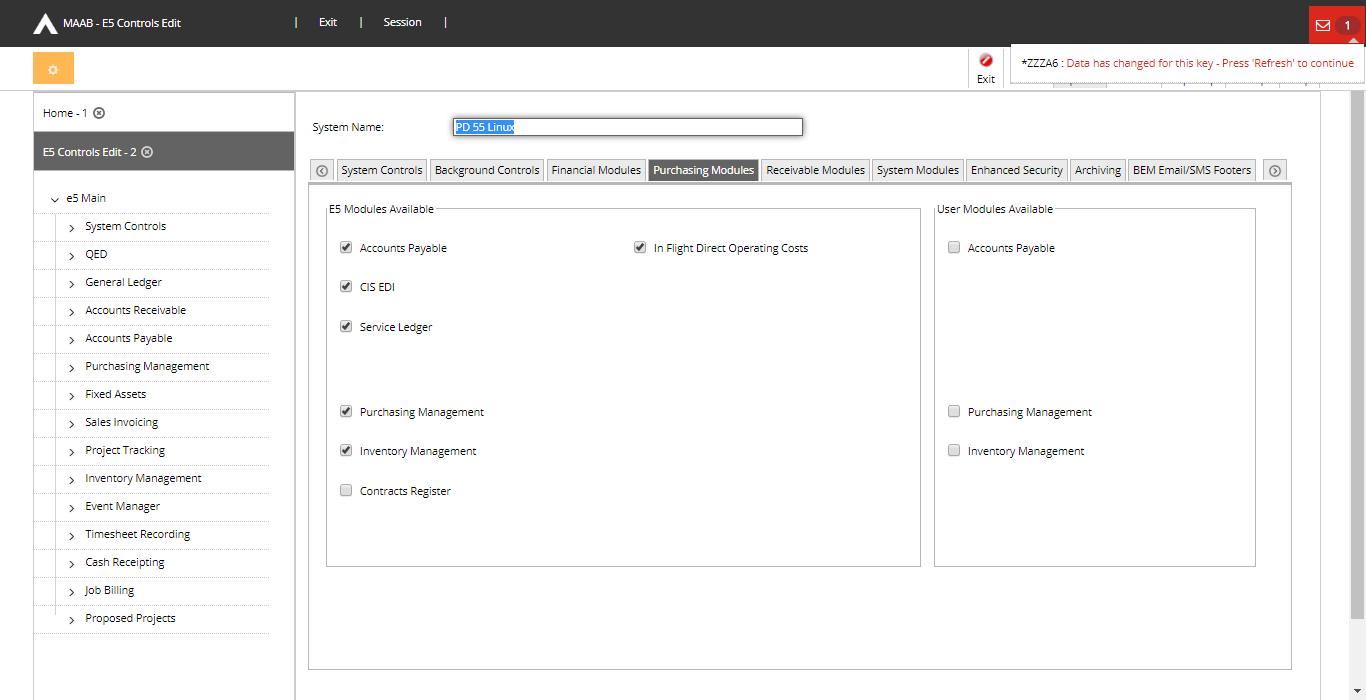 MAAB - E5 Controls Edit
Exit
Session
1
Exit
*ZZZA6 : Data has changed for this key - Press 'Refresh' to continue
Home - 1
E5 Controls Edit - 2
e5 Main
System Controls
QED
General Ledger
Accounts Receivable
Accounts Payable
Purchasing Management
Fixed Assets
Sales Invoicing
Project Tracking
Inventory Management
Event Manager
Timesheet Recording
Cash Receipting
Job Billing
Proposed Projects
System Name:
PD 55 Linux
System Controls
Background Controls
Financial Modules
Purchasing Modules
Receivable Modules
System Modules
Enhanced Security
Archiving
BEM Email/SMS Footers
E5 Modules Available
Accounts Payable
In Flight Direct Operating Costs
CIS EDI
Service Ledger
Purchasing Management
Inventory Management
Contracts Register
User Modules Available
Accounts Payable
Purchasing Management
Inventory Management